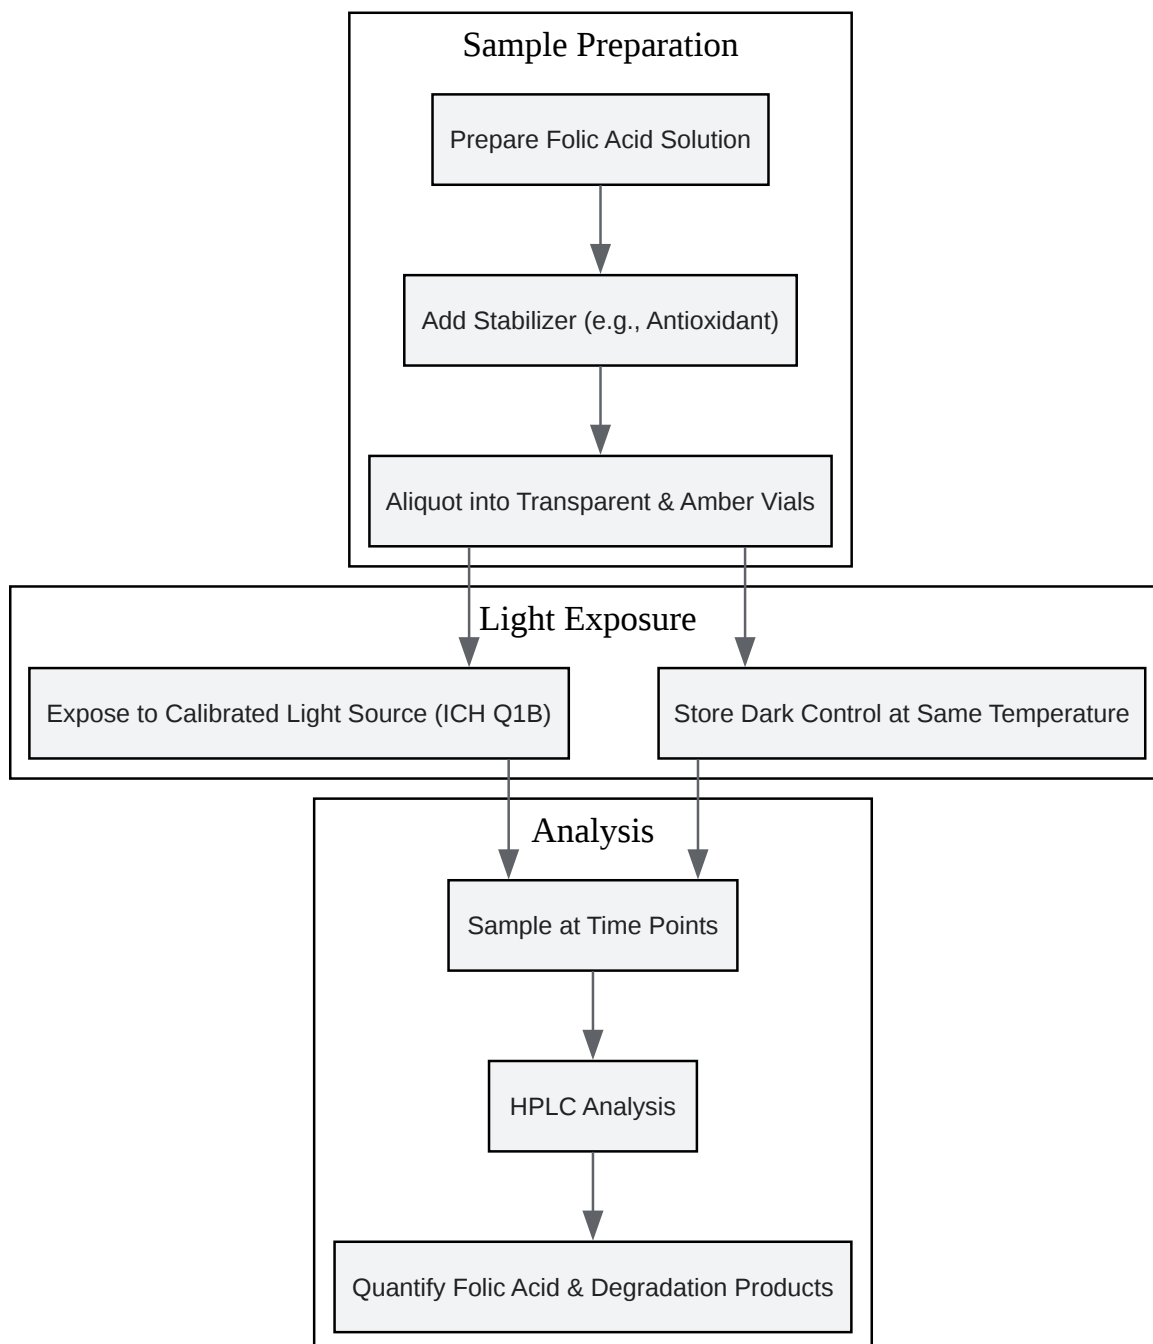 Sample Preparation
Prepare Folic Acid Solution
Add Stabilizer (e.g., Antioxidant)
Aliquot into Transparent & Amber Vials
Light Exposure
Expose to Calibrated Light Source (ICH Q1B)
Store Dark Control at Same Temperature
Analysis
Sample at Time Points
HPLC Analysis
Quantify Folic Acid & Degradation Products